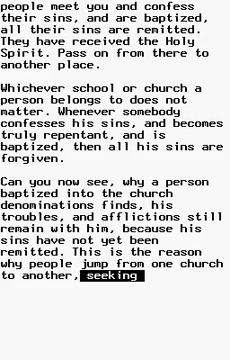 people meet you and confess
their sins, and are baptized,
all their sins are remitted.
They have received the Holy
Spirit. Pass on from there to
another place.

Whichever school or church a
person belongs to does not
matter. Whenever somebody
confesses his sins, and becomes
truly repentant, and is
baptized, then all his sins are
forgiven.

Can you now see, why a person
baptized into the church
denominations finds, his
troubles, and afflictions still
remain with him, because his
sins have not yet been
remitted. This is the reason
why people jump from one church
to another, seeking